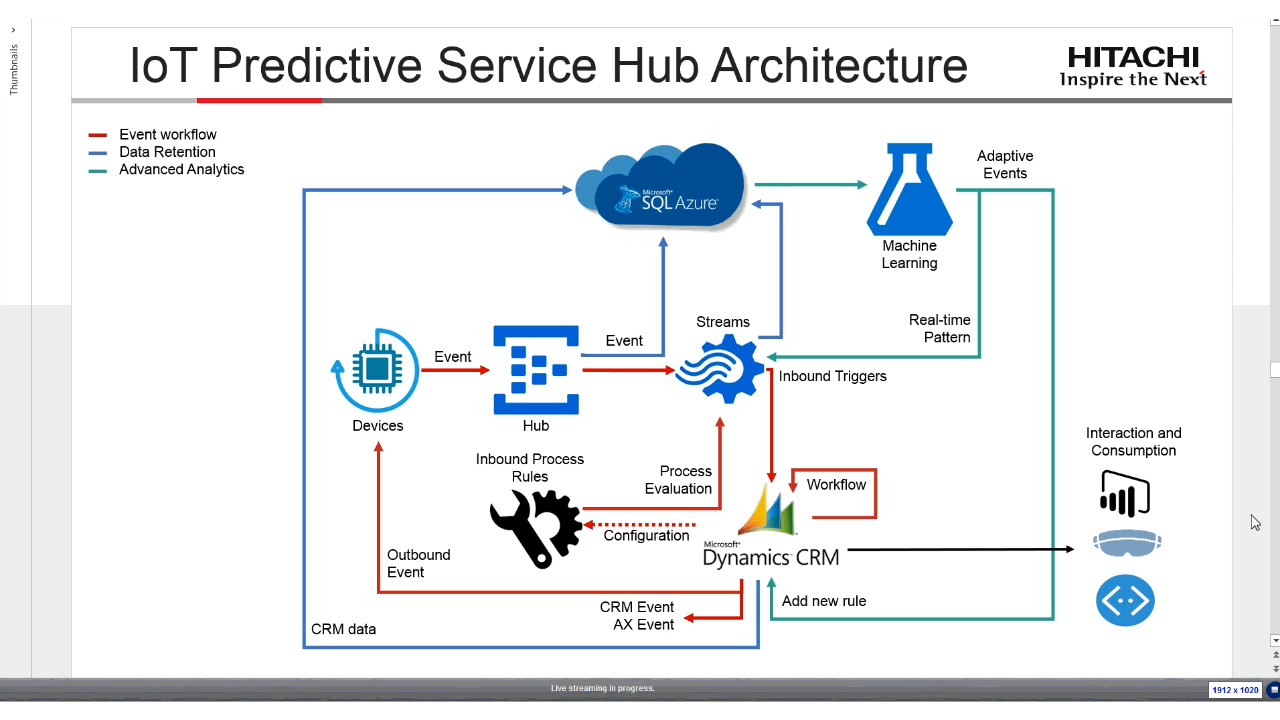 Thumbnails
IoT Predictive Service Hub Architecture
HITACHI
Inspire the Next
Event workflow
Data Retention
Advanced Analytics
Microsoft®
SQL Azure™
Machine
Learning
Adaptive
Events
Real-time
Pattern
Streams
Event
Event
Inbound Triggers
Devices
Hub
Inbound Process
Rules
Process
Evaluation
Configuration
Workflow
Microsoft®
Dynamics CRM
Interaction and
Consumption
Outbound
Event
CRM Event
AX Event
Add new rule
CRM data
Live streaming in progress.
1912 x 1020